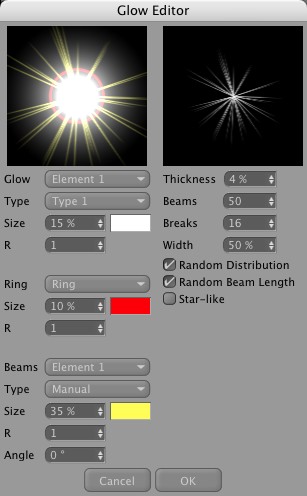 Glow Editor
Glow Element 1
Type Type 1
Size 15 %
R 1
Ring Ring
Size 10 %
R 1
Beams Element 1
Type Manual
Size 35 %
R 1
Angle 0 °
Thickness 4 %
Beams 50
Breaks 16
Width 50 %
Random Distribution
Random Beam Length
Star-like
Cancel OK